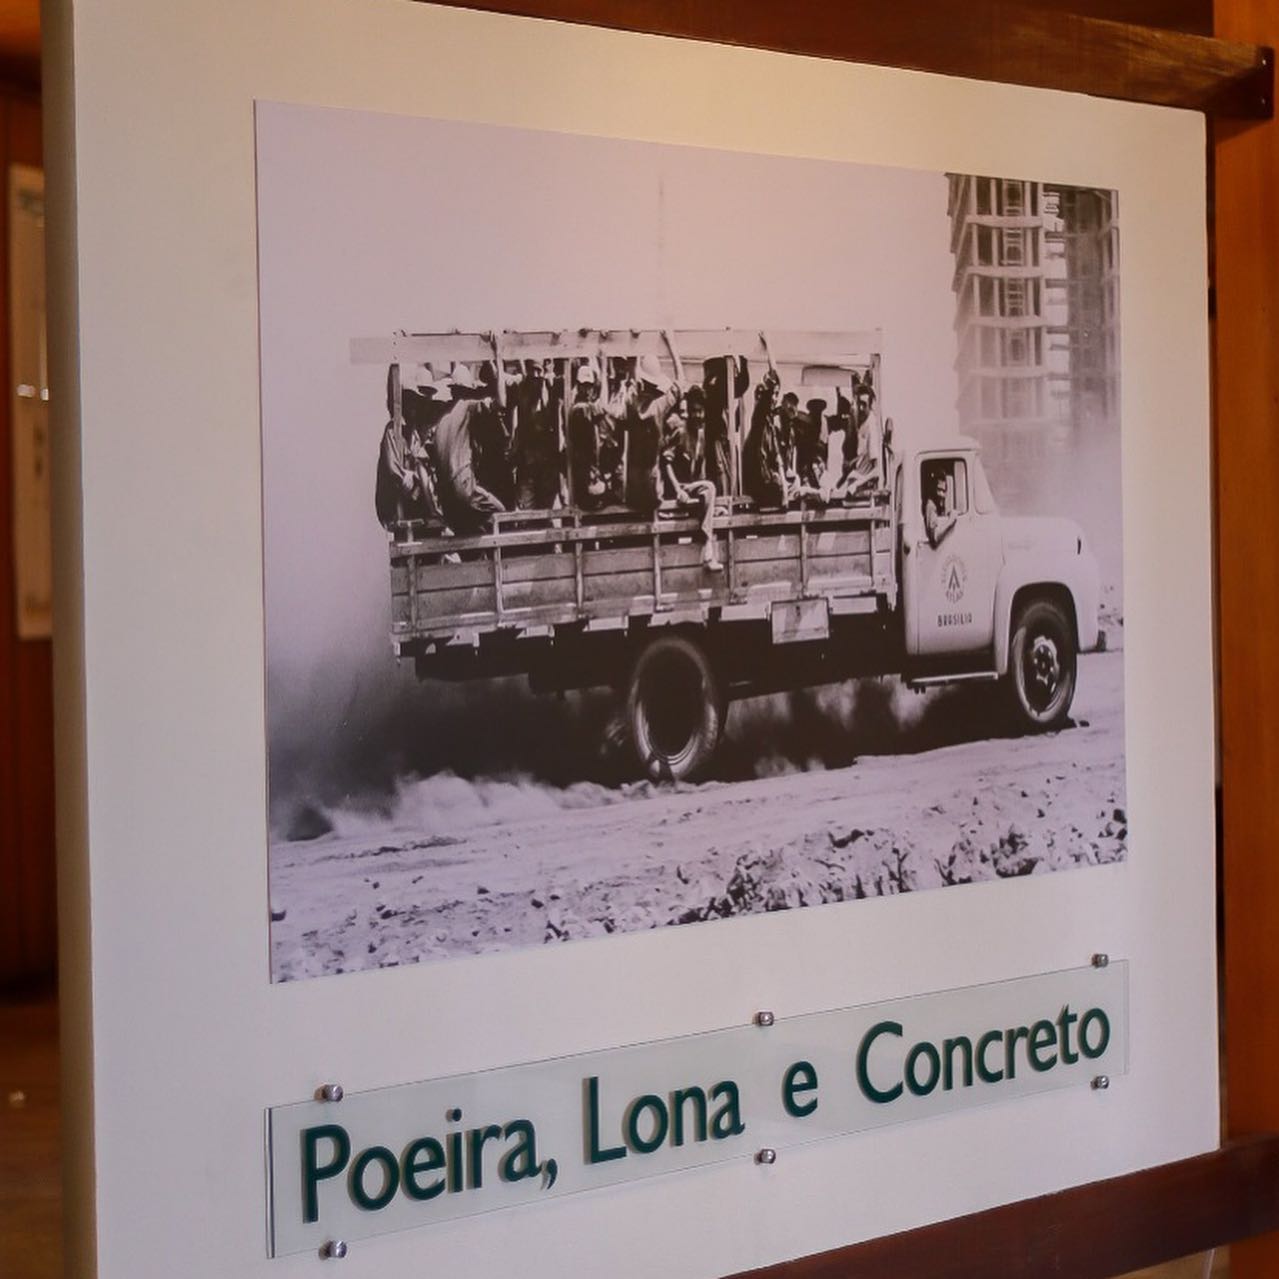 BRASILIA
Poeira, Lona e Concreto